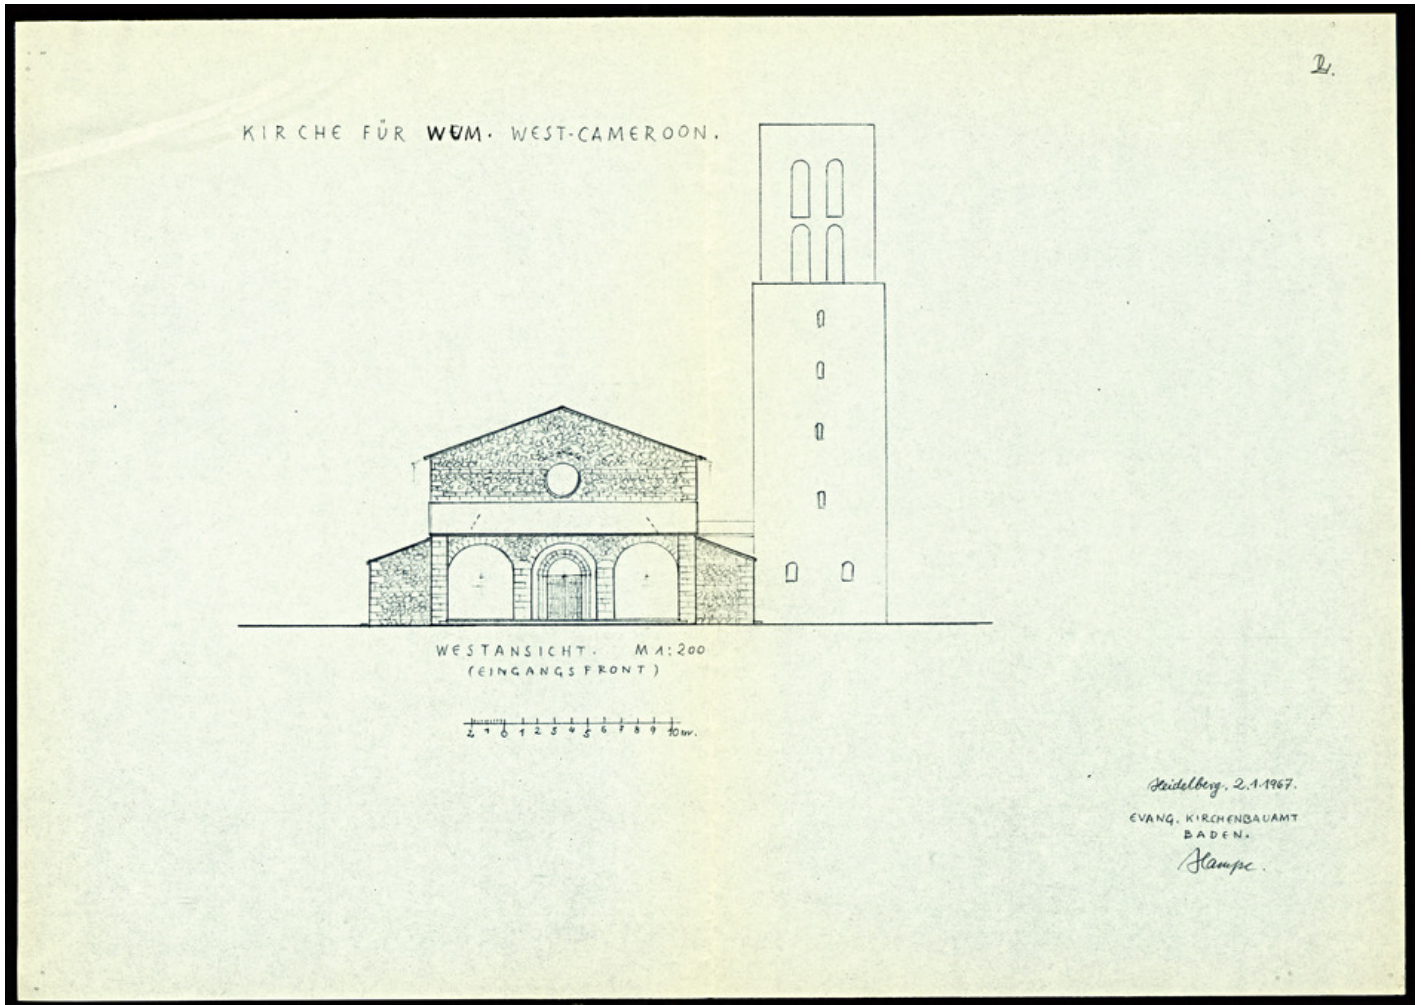 KIRCHE FÜR WUM. WEST-CAMEROON.
WESTANSICHT. M 1:200
(EINGANGSFRONT)
2 1 0 1 2 3 4 5 6 7 8 9 10 m.
Heidelberg, 2.1.1967.
EVANG. KIRCHENBAUAMT
BADEN.
Hampe.